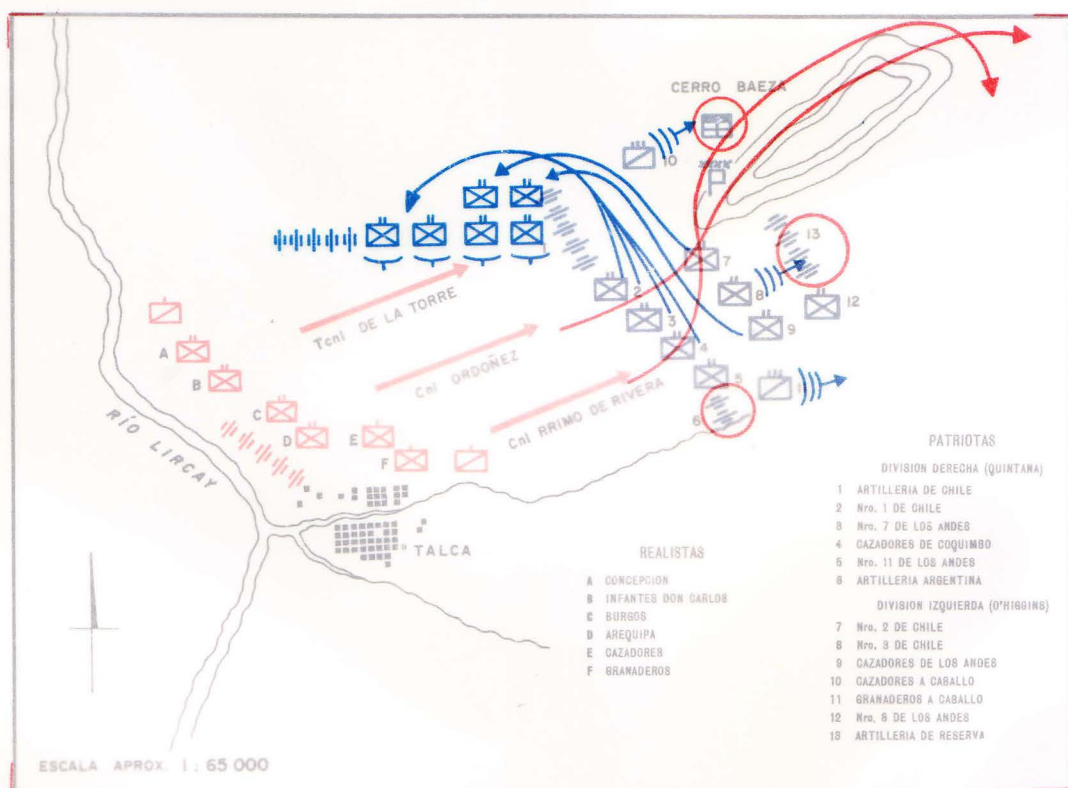 CERRO BAEZA
10
13
1
7
2
8
12
3
9
4
5
11
6
Tcnl DE LA TORRE
Cnl ORDOÑEZ
Cnl RRIMO DE RIVERA
A
B
C
D
E
F
RÍO LIRCAY
TALCA
REALISTAS
A CONCEPCION
B INFANTES DON CARLOS
C BURGOS
D AREQUIPA
E CAZADORES
F GRANADEROS
PATRIOTAS
DIVISION DERECHA (QUINTANA)
1 ARTILLERIA DE CHILE
2 Nro. 1 DE CHILE
3 Nro. 7 DE LOS ANDES
4 CAZADORES DE COQUIMBO
5 Nro. 11 DE LOS ANDES
6 ARTILLERIA ARGENTINA
DIVISION IZQUIERDA (O'HIGGINS)
7 Nro. 2 DE CHILE
8 Nro. 3 DE CHILE
9 CAZADORES DE LOS ANDES
10 CAZADORES A CABALLO
11 GRANADEROS A CABALLO
12 Nro. 8 DE LOS ANDES
13 ARTILLERIA DE RESERVA
ESCALA APROX. 1 : 65 000